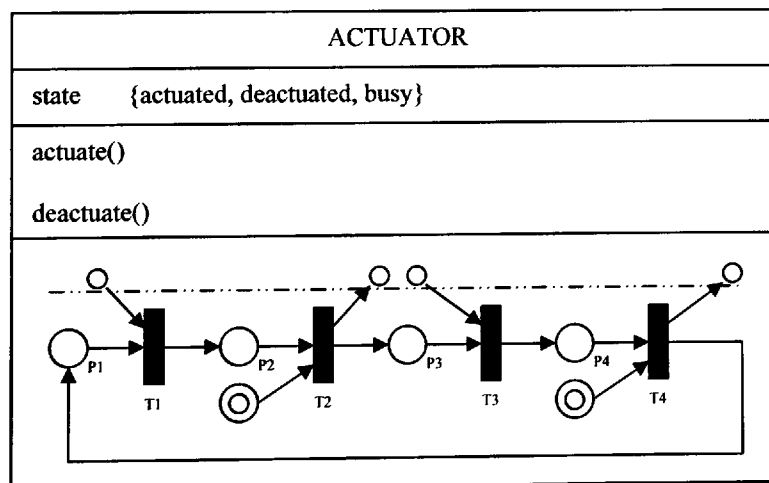 ACTUATOR
state {actuated, deactuated, busy}
actuate()
deactuate()
P1 P2 P3 P4
T1 T2 T3 T4